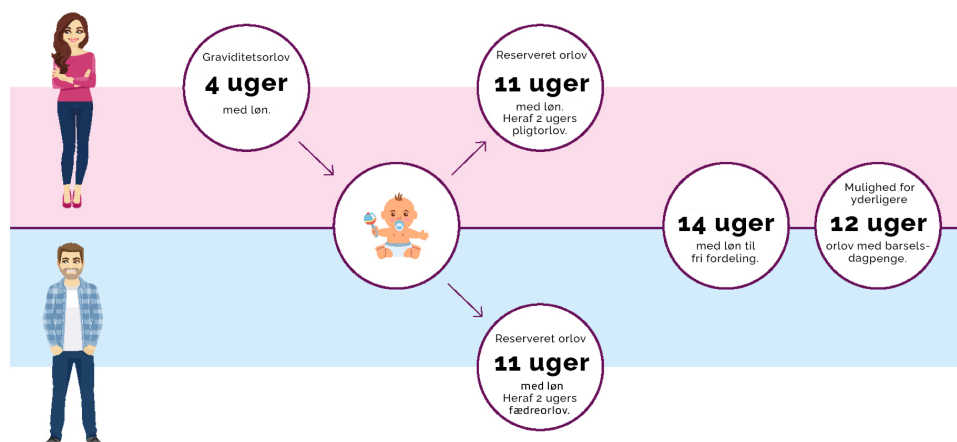 Graviditetsorlov
4 uger
med løn.
Reserveret orlov
11 uger
med løn.
Heraf 2 ugers
pligtorlov.
14 uger
med løn til
fri fordeling.
Mulighed for
yderligere
12 uger
orlov med barsels-
dagpenge.
Reserveret orlov
11 uger
med løn
Heraf 2 ugers
fædreorlov.